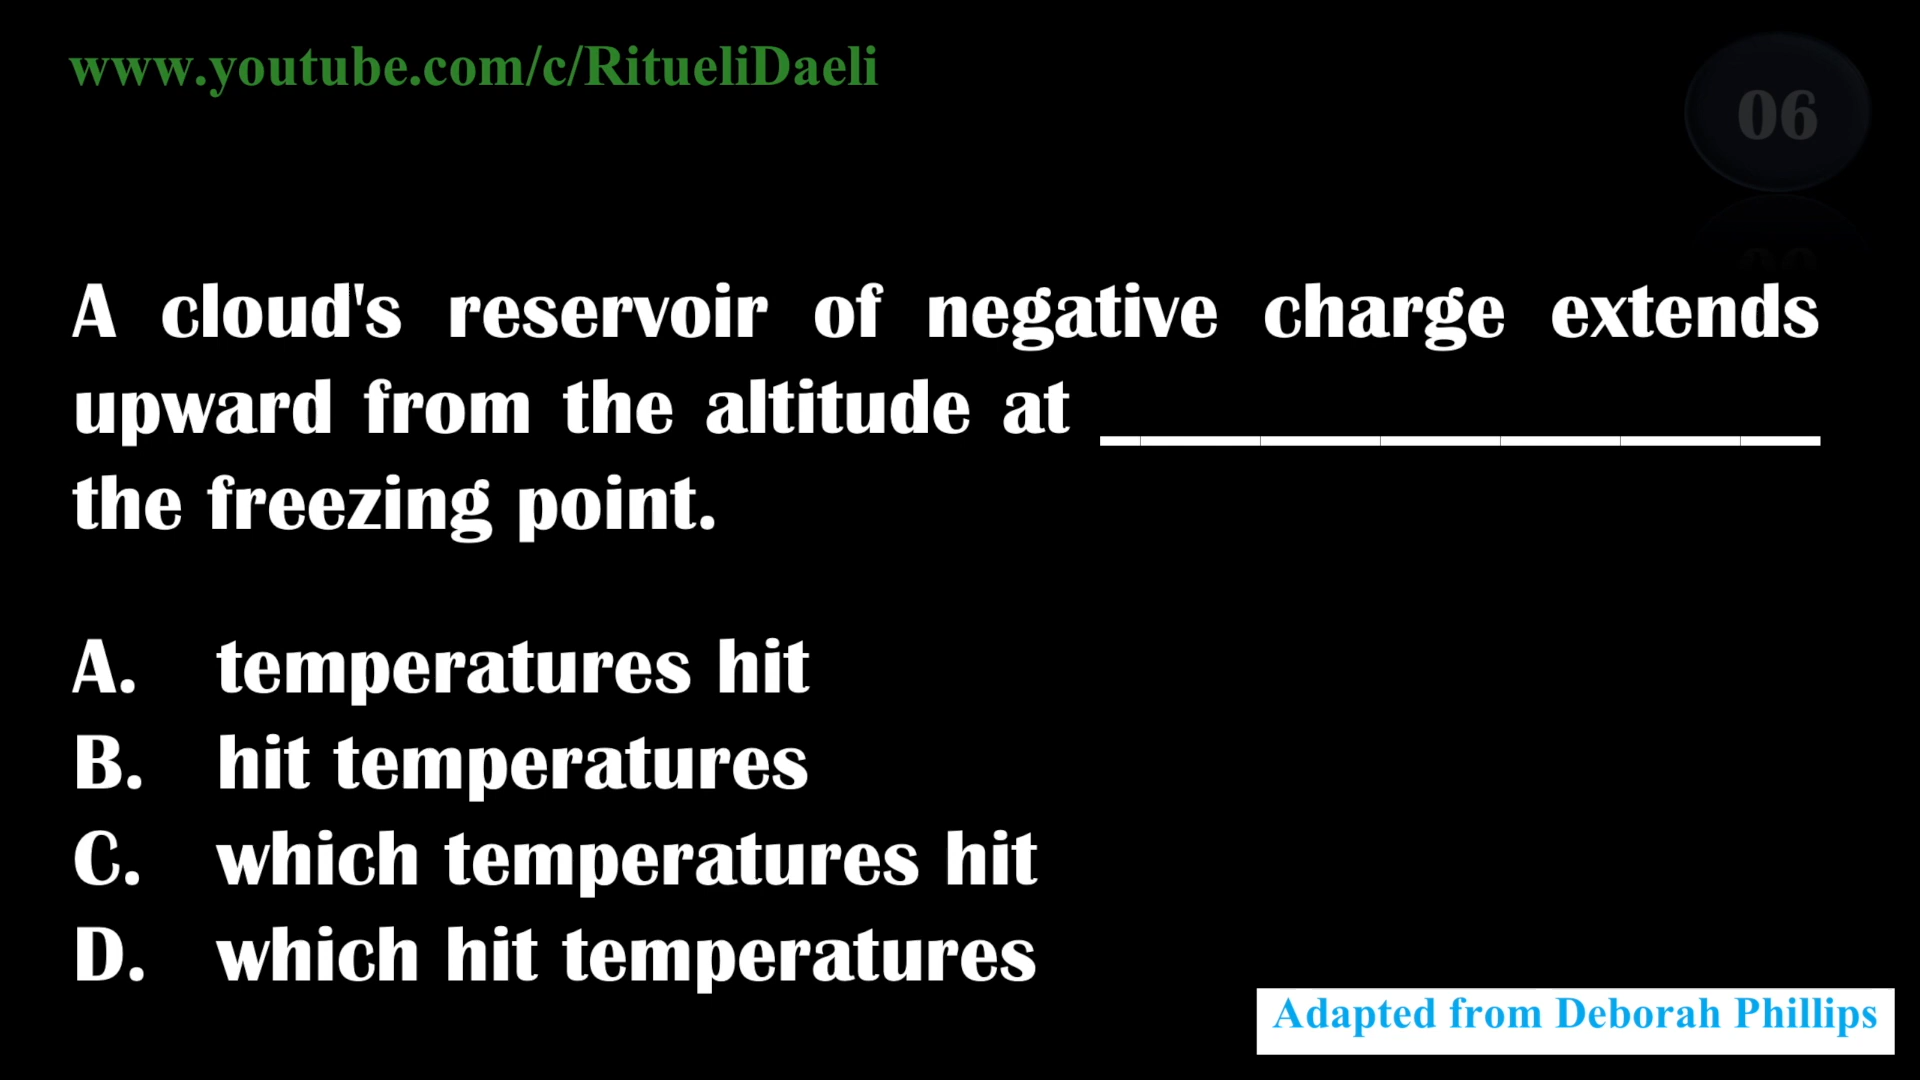 www.youtube.com/c/RitueliDaeli
06
A cloud's reservoir of negative charge extends
upward from the altitude at ____________
the freezing point.
A. temperatures hit
B. hit temperatures
C. which temperatures hit
D. which hit temperatures
Adapted from Deborah Phillips